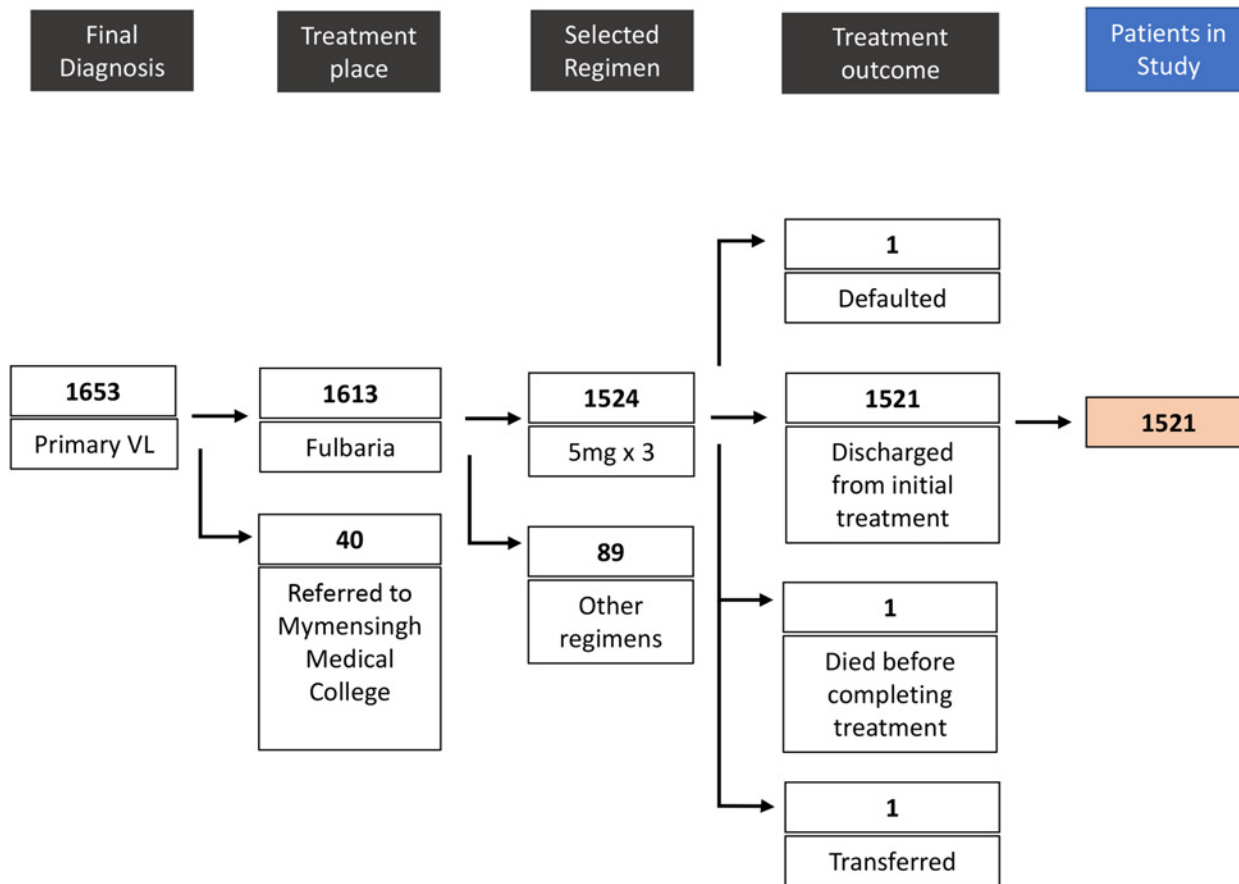 Final
Diagnosis
Treatment
place
Selected
Regimen
Treatment
outcome
Patients in
Study
1653
Primary VL
1613
Fulbaria
40
Referred to
Mymensingh
Medical
College
1524
5mg x 3
89
Other
regimens
1
Defaulted
1521
Discharged
from initial
treatment
1
Died before
completing
treatment
1
Transferred
1521